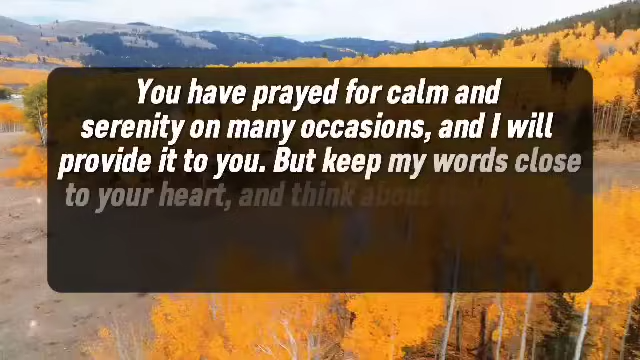 You have prayed for calm and
serenity on many occasions, and I will
provide it to you. But keep my words close
to your heart, and think about